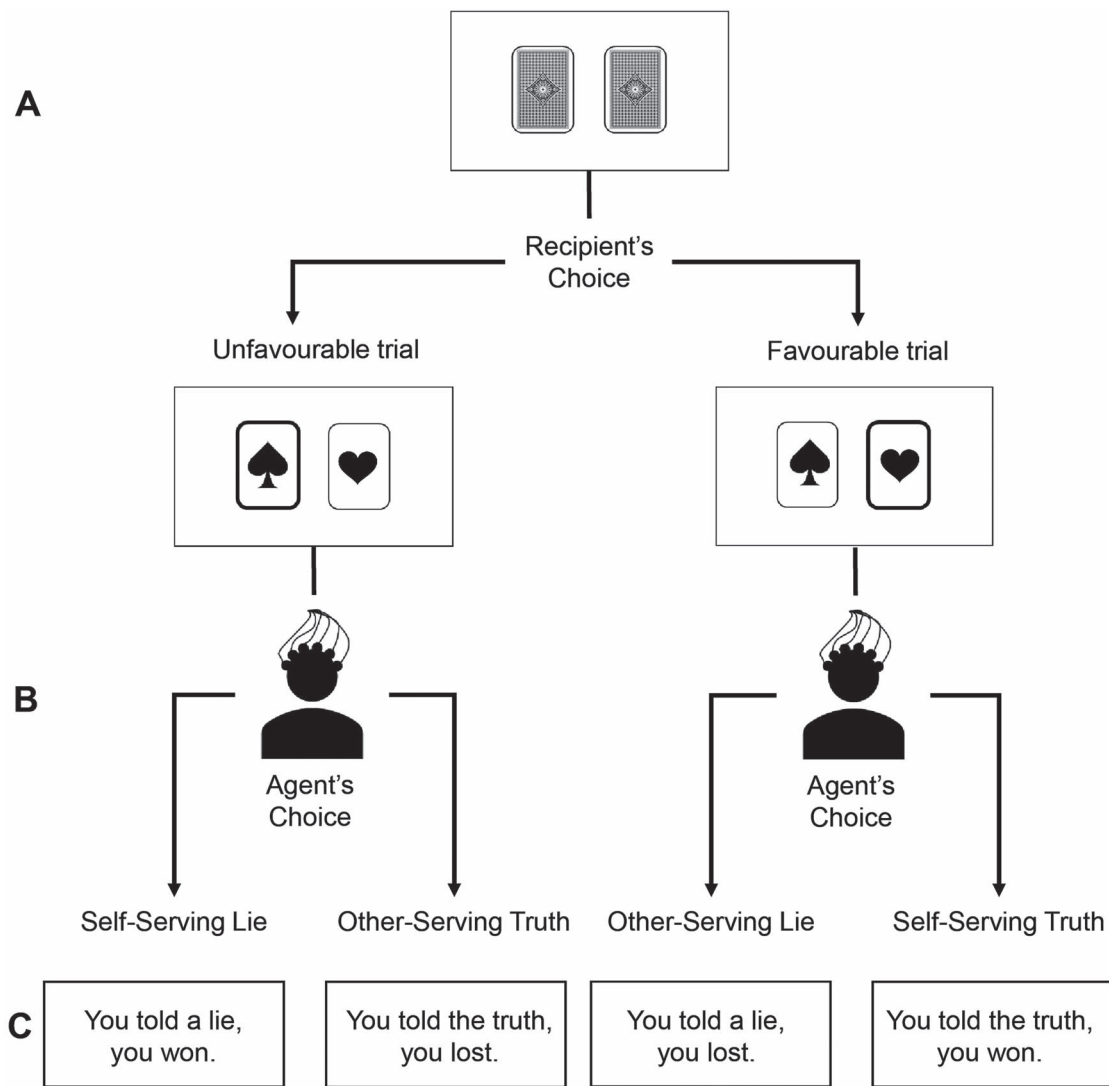 A
Recipient's
Choice
Unfavourable trial
Favourable trial
B
Agent's
Choice
Agent's
Choice
Self-Serving Lie
Other-Serving Truth
Other-Serving Lie
Self-Serving Truth
C
You told a lie,
you won.
You told the truth,
you lost.
You told a lie,
you lost.
You told the truth,
you won.